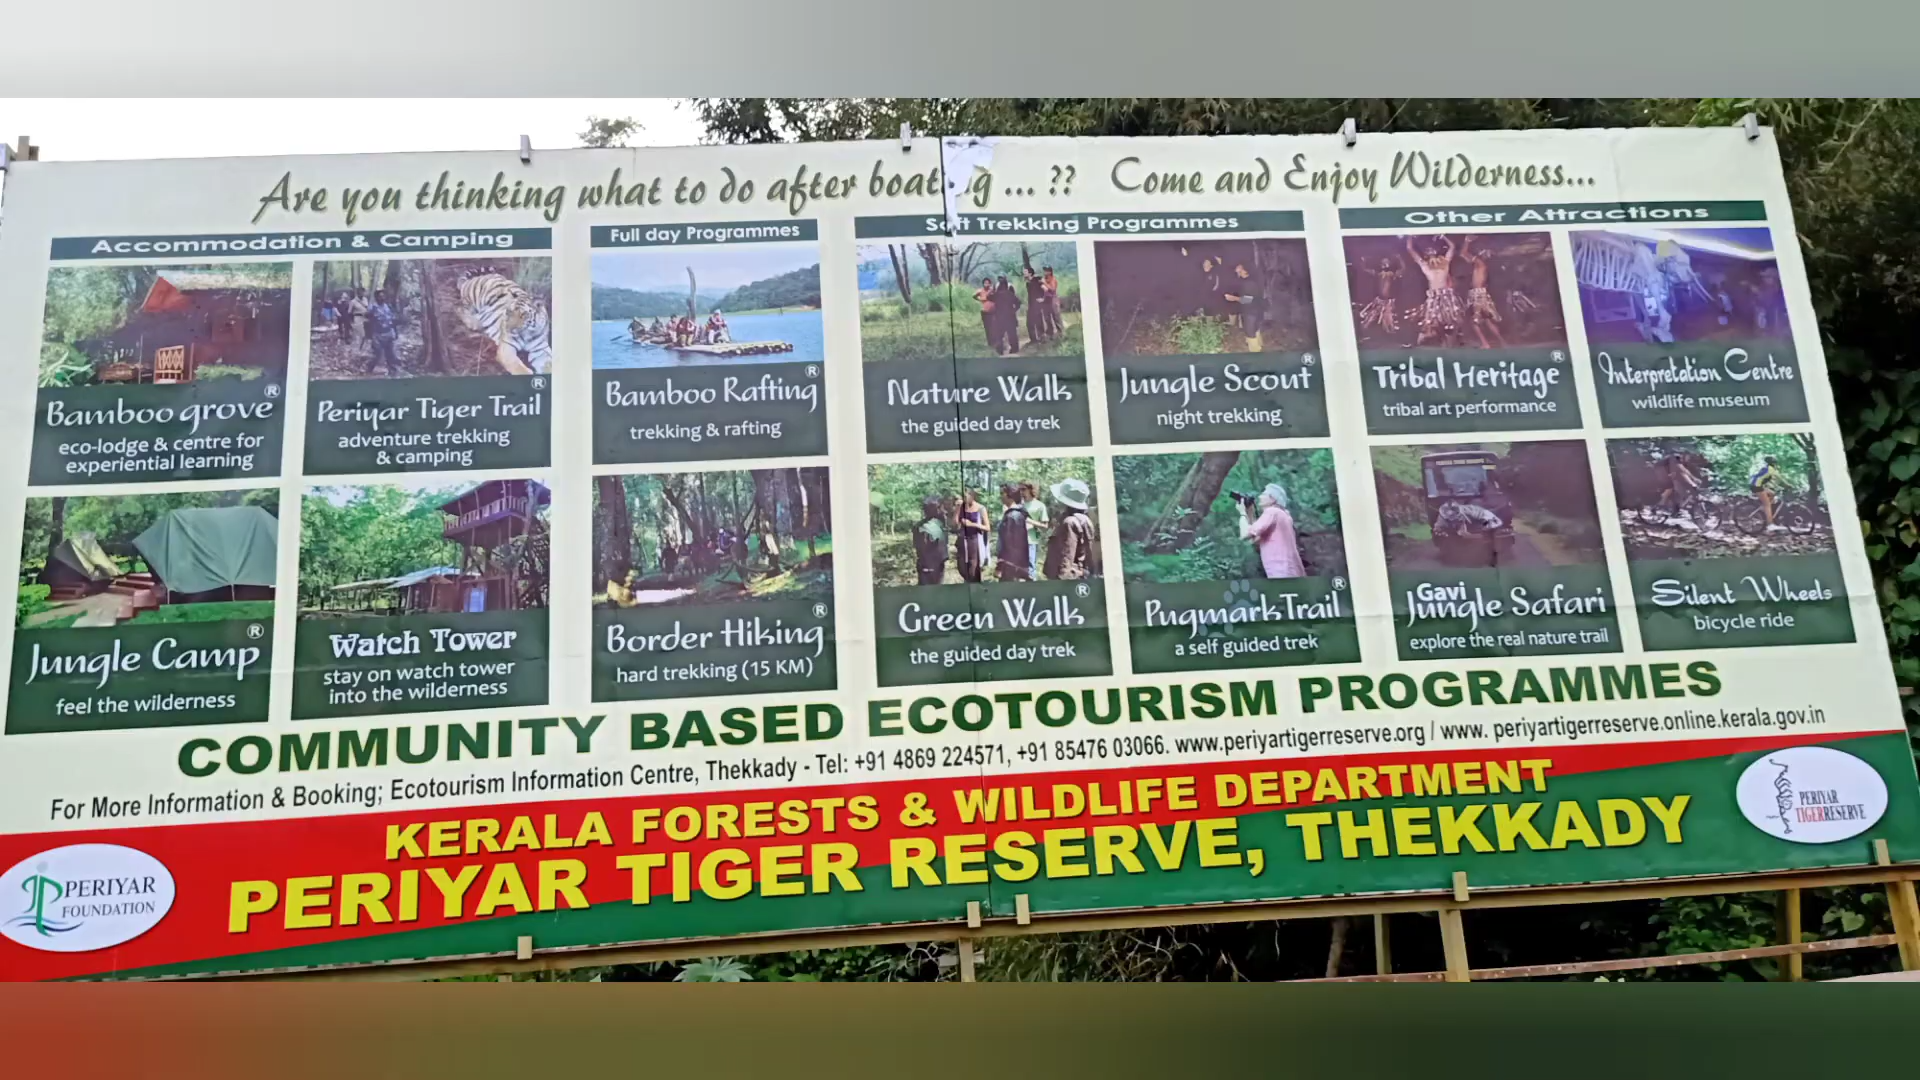 Are you thinking what to do after boating ... ?? Come and Enjoy Wilderness...
Accommodation & Camping
Bamboo grove®
eco-lodge & centre for
experiential learning
Periyar Tiger Trail®
adventure trekking
& camping
Jungle Camp®
feel the wilderness
Watch Tower
stay on watch tower
into the wilderness
Full day Programmes
Bamboo Rafting®
trekking & rafting
Border Hiking®
hard trekking (15 KM)
Soft Trekking Programmes
Nature Walk
the guided day trek
Jungle Scout®
night trekking
Green Walk®
the guided day trek
Pugmark Trail®
a self guided trek
Other Attractions
Tribal Heritage®
tribal art performance
Interpretation Centre
wildlife museum
Gavi
Jungle Safari
explore the real nature trail
Silent Wheels
bicycle ride
COMMUNITY BASED ECOTOURISM PROGRAMMES
For More Information & Booking; Ecotourism Information Centre, Thekkady - Tel: +91 4869 224571, +91 85476 03066. www.periyartigerreserve.org / www. periyartigerreserve.online.kerala.gov.in
KERALA FORESTS & WILDLIFE DEPARTMENT
PERIYAR TIGER RESERVE, THEKKADY
PERIYAR
FOUNDATION
PERIYAR
TIGERRESERVE